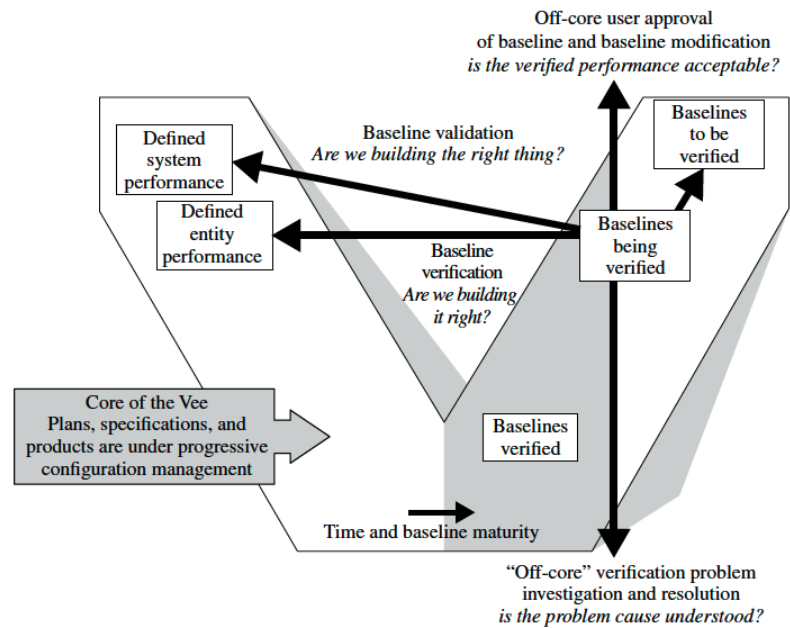 Off-core user approval
of baseline and baseline modification
is the verified performance acceptable?
Defined
system
performance
Baseline validation
Are we building the right thing?
Baselines
to be
verified
Defined
entity
performance
Baselines
being
verified
Baseline
verification
Are we building
it right?
Core of the Vee
Plans, specifications, and
products are under progressive
configuration management
Baselines
verified
Time and baseline maturity
“Off-core” verification problem
investigation and resolution
is the problem cause understood?